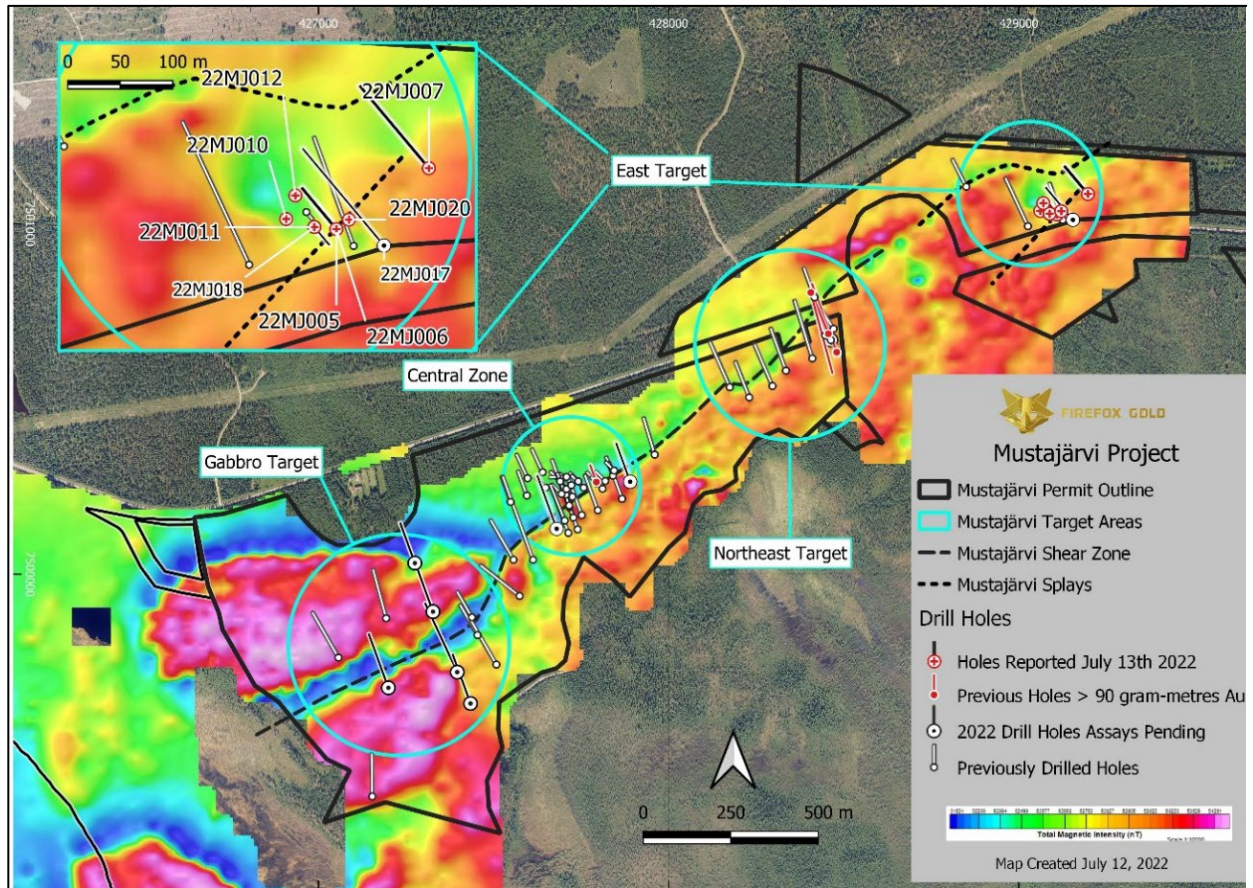 427000
428000
429000
7501000
7500000
0 50 100 m
22MJ012
22MJ007
22MJ010
22MJ011
22MJ020
22MJ018
22MJ017
22MJ005
22MJ006
East Target
Central Zone
Gabbro Target
Northeast Target
0 250 500 m
FIREFOX GOLD
Mustajärvi Project
Mustajärvi Permit Outline
Mustajärvi Target Areas
Mustajärvi Shear Zone
Mustajärvi Splays
Drill Holes
Holes Reported July 13th 2022
Previous Holes > 90 gram-metres Au
2022 Drill Holes Assays Pending
Previously Drilled Holes
Total Magnetic Intensity (nT)
Map Created July 12, 2022